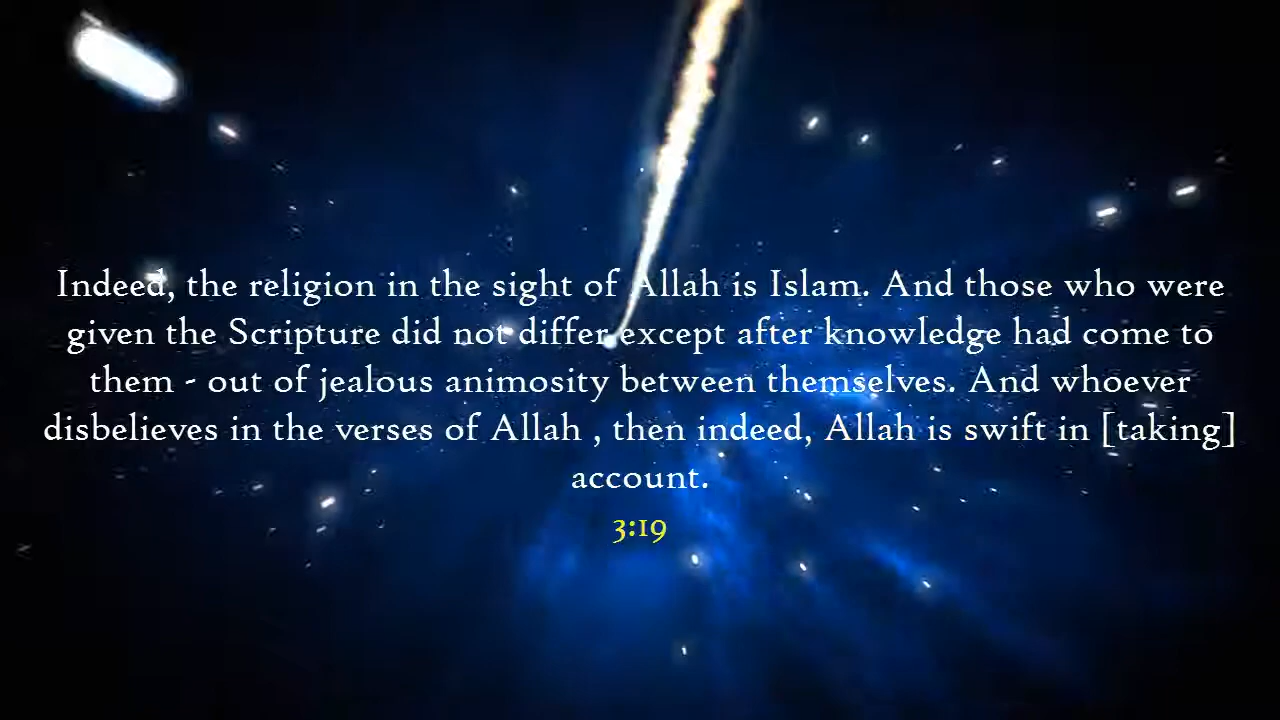 Indeed, the religion in the sight of Allah is Islam. And those who were
given the Scripture did not differ except after knowledge had come to
them - out of jealous animosity between themselves. And whoever
disbelieves in the verses of Allah , then indeed, Allah is swift in [taking]
account.
3:19